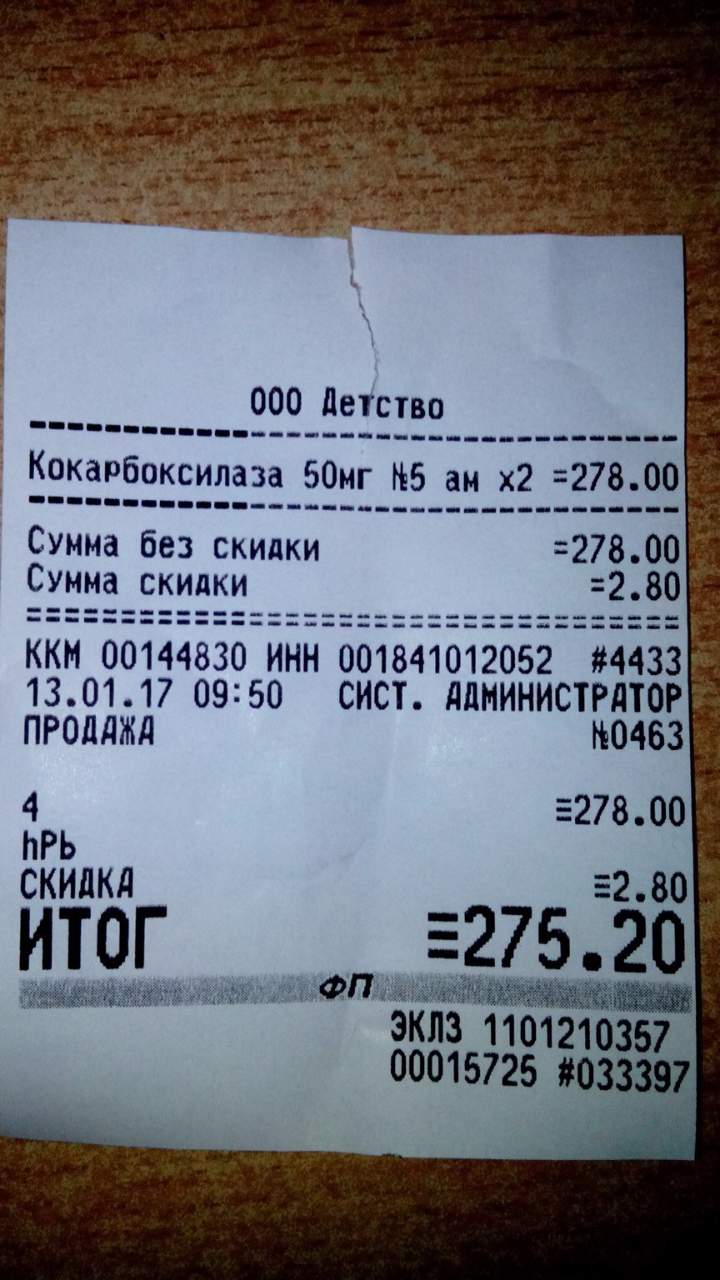 ООО Детство
Кокарбоксилаза 50мг №5 ам х2 =278.00
Сумма без скидки =278.00
Сумма скидки =2.80
ККМ 00144830 ИНН 001841012052 #4433
13.01.17 09:50 СИСТ. АДМИНИСТРАТОР
ПРОДАЖА №0463
4 ≡278.00
hРЬ
СКИДКА ≡2.80
ИТОГ ≡275.20
ФП
ЭКЛЗ 1101210357
00015725 #033397